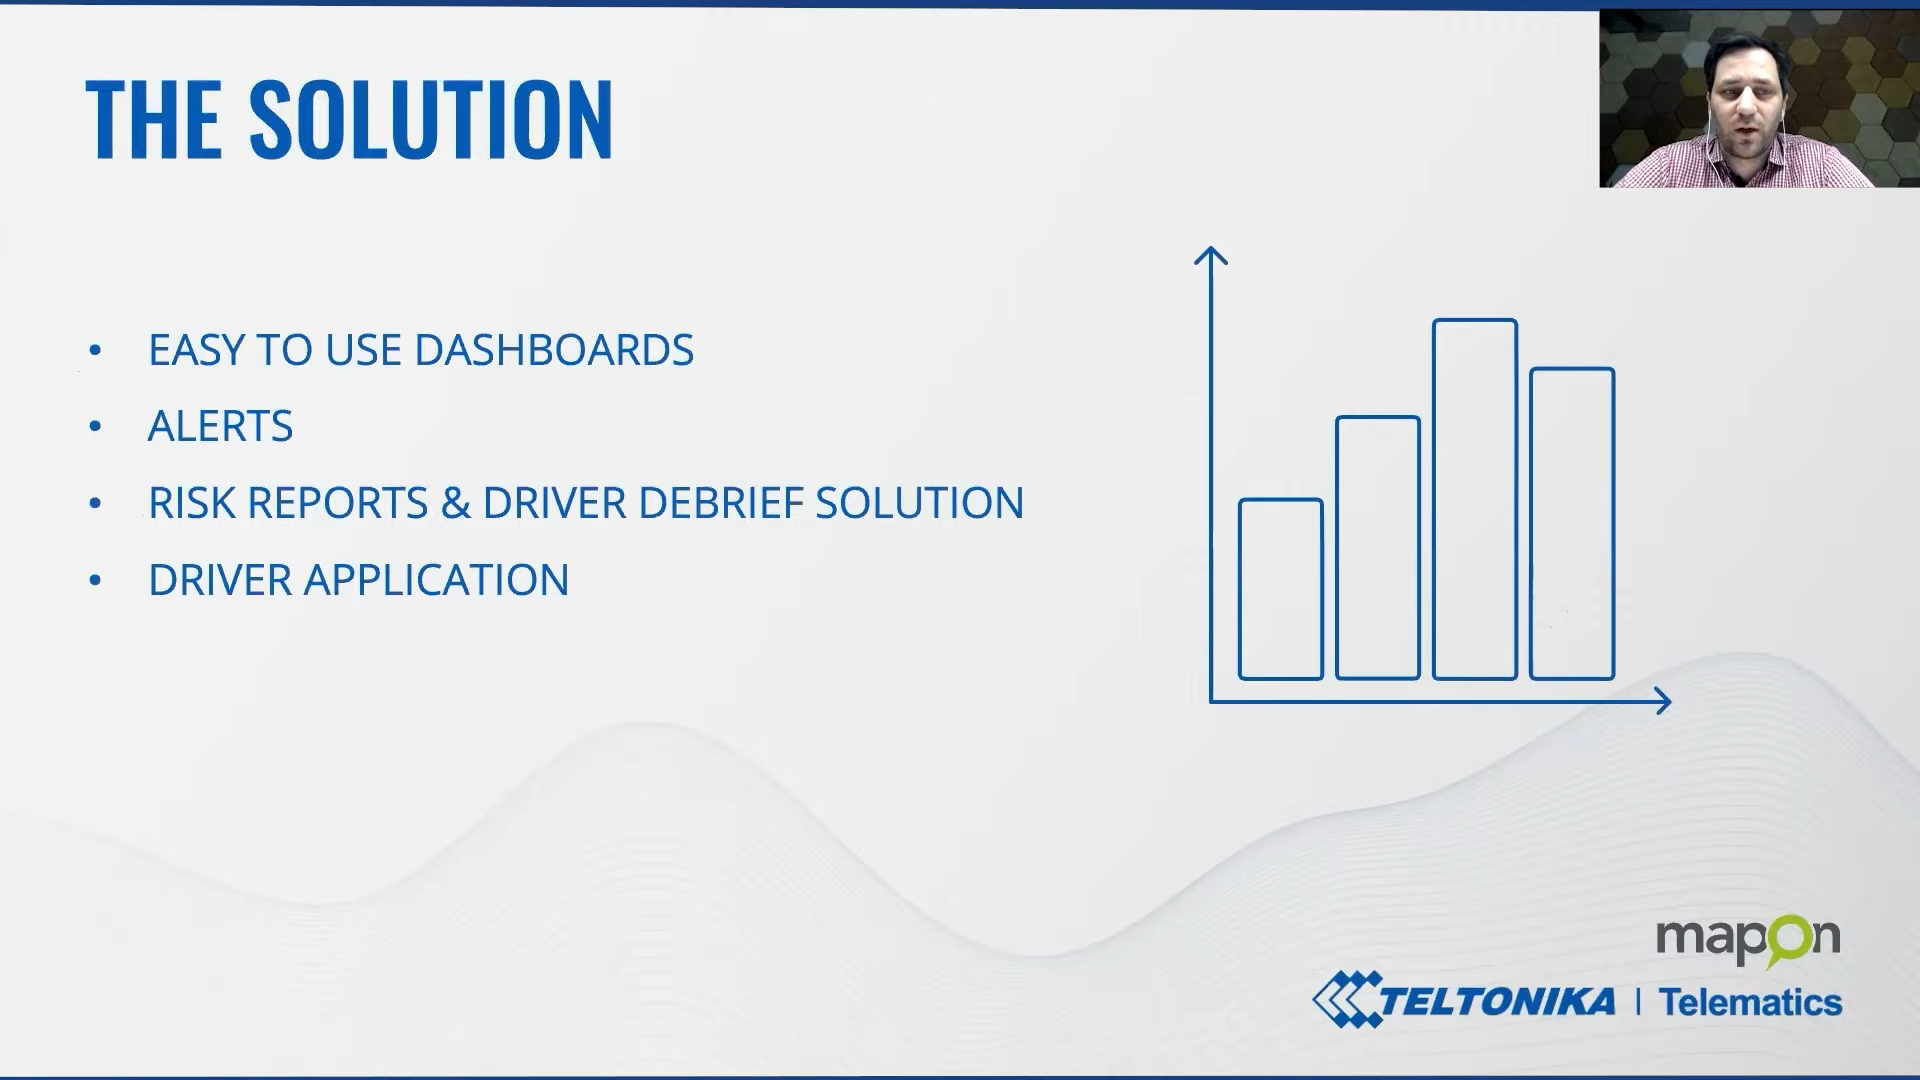 THE SOLUTION
• EASY TO USE DASHBOARDS
• ALERTS
• RISK REPORTS & DRIVER DEBRIEF SOLUTION
• DRIVER APPLICATION
mapon
TELTONIKA | Telematics